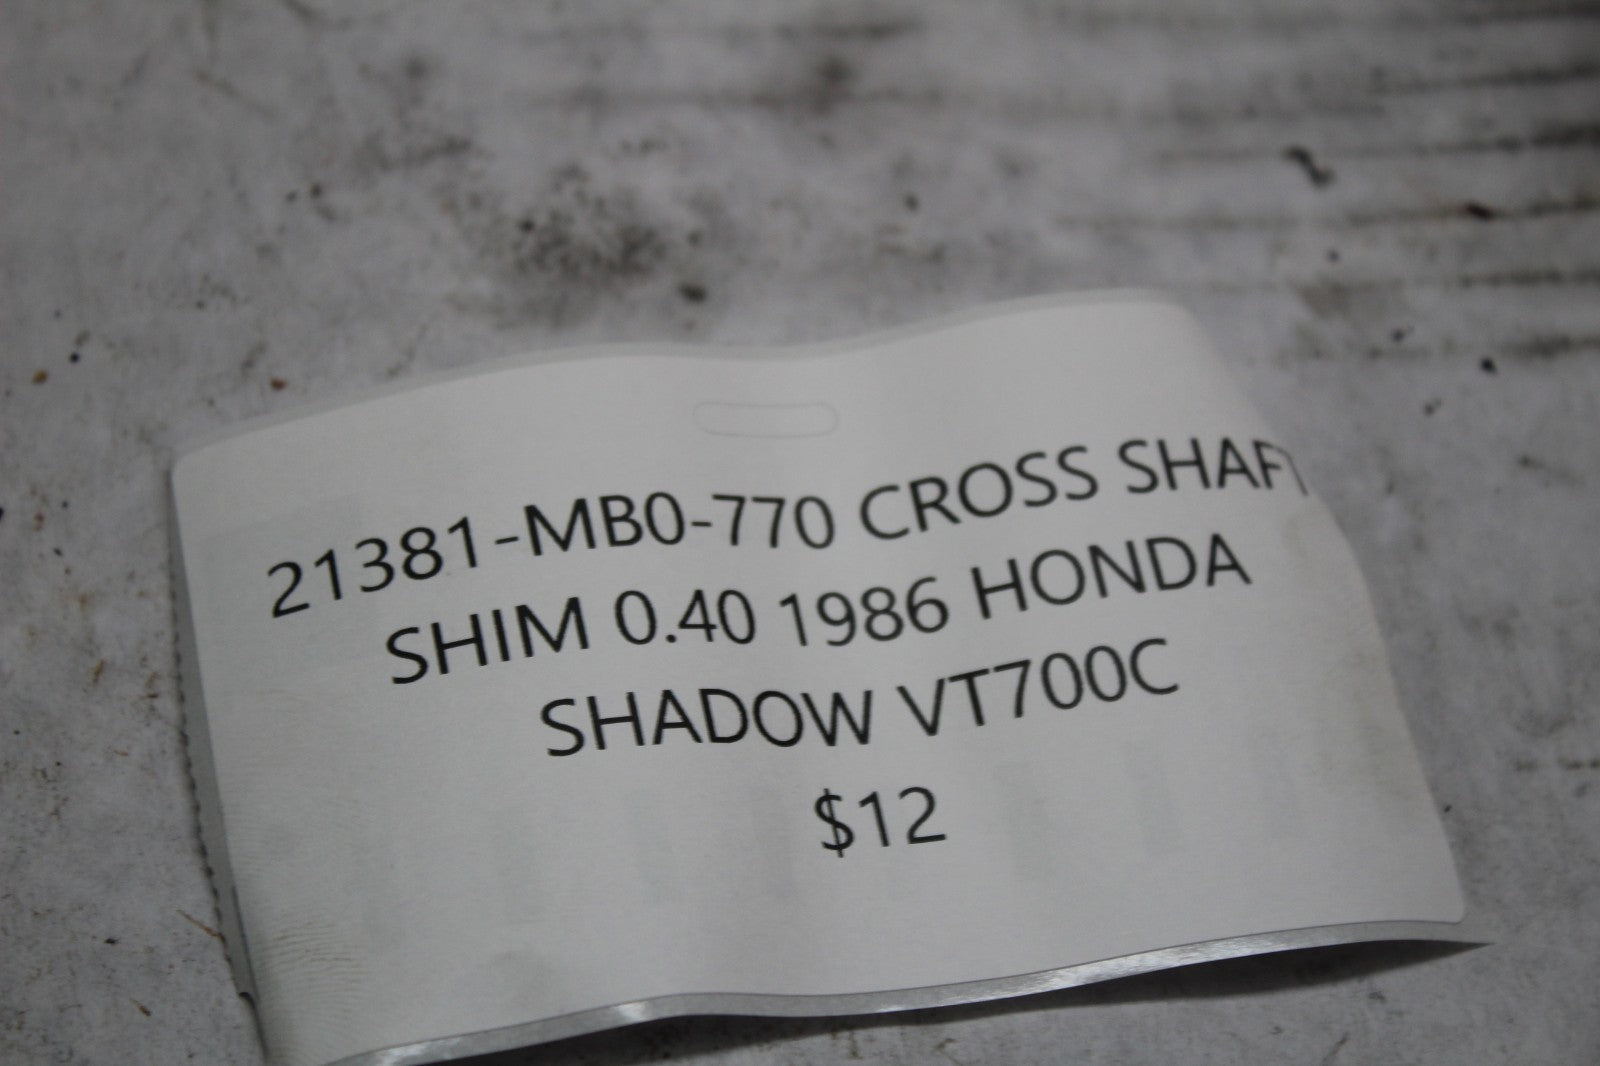 21381-MB0-770 CROSS SHAFT
SHIM 0.40 1986 HONDA
SHADOW VT700C
$12